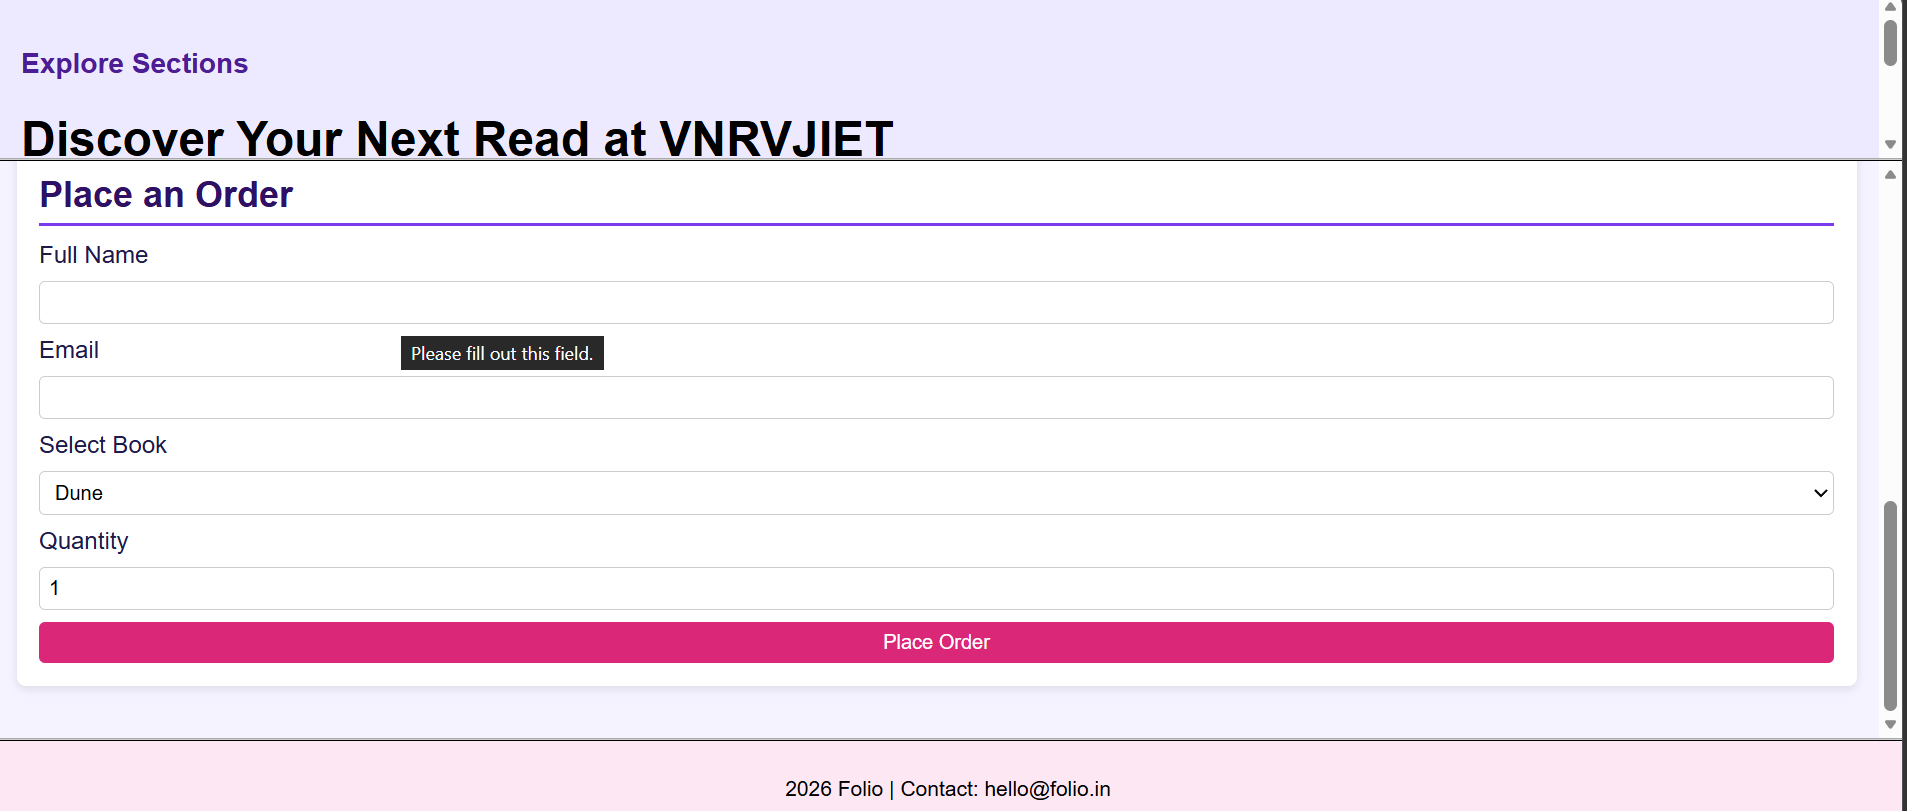 Explore Sections
Discover Your Next Read at VNRVJIET
Place an Order
Full Name
Email
Please fill out this field.
Select Book
Dune
Quantity
1
Place Order
2026 Folio | Contact: hello@folio.in